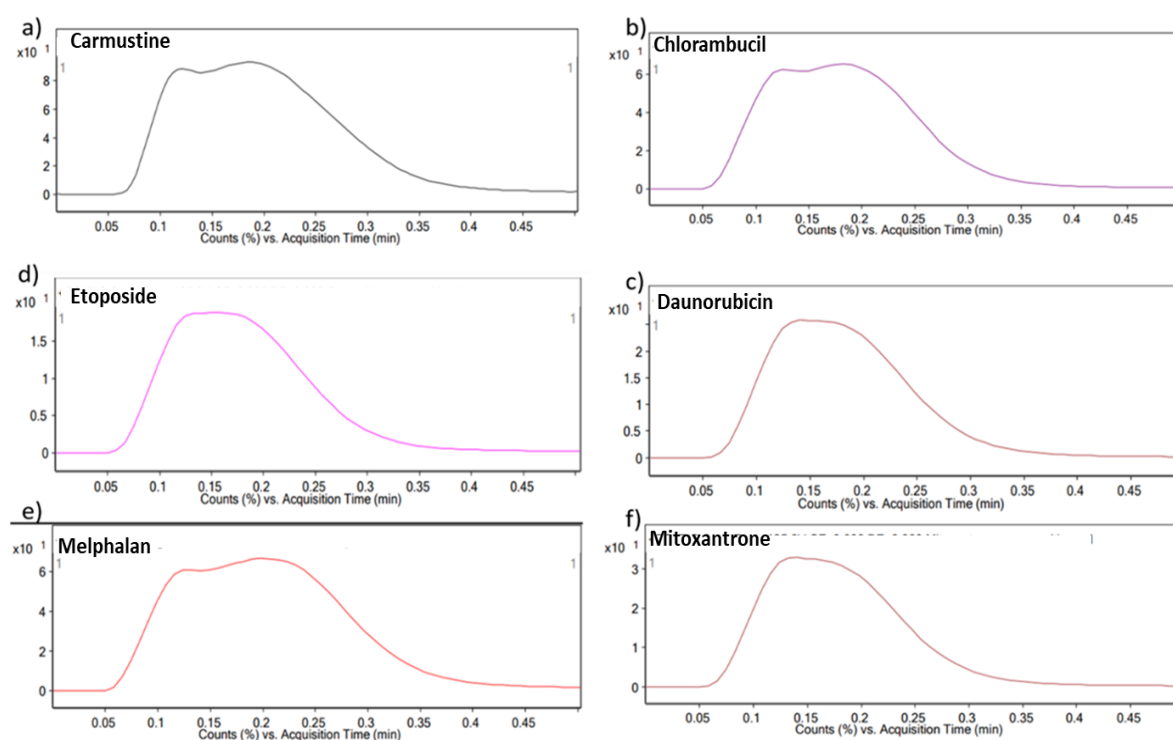 a)
Carmustine
x10 1
1 1
8
6
4
2
0
0.05 0.1 0.15 0.2 0.25 0.3 0.35 0.4 0.45
Counts (%) vs. Acquisition Time (min)
b)
Chlorambucil
x10 1
1
6
4
2
0
0.05 0.1 0.15 0.2 0.25 0.3 0.35 0.4 0.45
Counts (%) vs. Acquisition Time (min)
d)
Etoposide
x10 1
1 1
1.5
1
0.5
0
0.05 0.1 0.15 0.2 0.25 0.3 0.35 0.4 0.45
Counts (%) vs. Acquisition Time (min)
c)
Daunorubicin
x10 1
1
2
1.5
1
0.5
0
0.05 0.1 0.15 0.2 0.25 0.3 0.35 0.4 0.45
Counts (%) vs. Acquisition Time (min)
e)
Melphalan
x10 1
1 1
6
4
2
0
0.05 0.1 0.15 0.2 0.25 0.3 0.35 0.4 0.45
Counts (%) vs. Acquisition Time (min)
f)
Mitoxantrone
x10 1
1 1
3
2
1
0
0.05 0.1 0.15 0.2 0.25 0.3 0.35 0.4 0.45
Counts (%) vs. Acquisition Time (min)